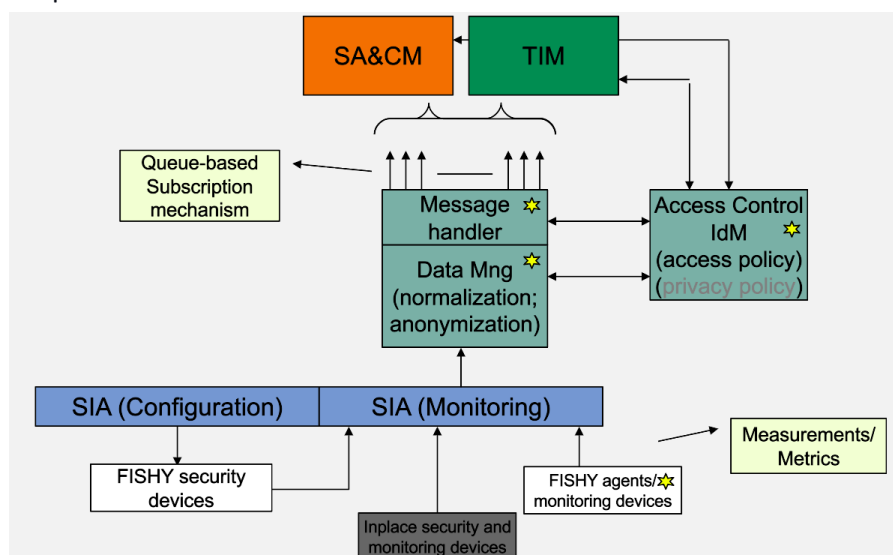 SA&CM
TIM
Queue-based
Subscription
mechanism
Message
handler
Access Control
IdM
(access policy)
(privacy policy)
Data Mng
(normalization;
anonymization)
SIA (Configuration)
SIA (Monitoring)
Measurements/
Metrics
FISHY security
devices
FISHY agents/
monitoring devices
Inplace security and
monitoring devices